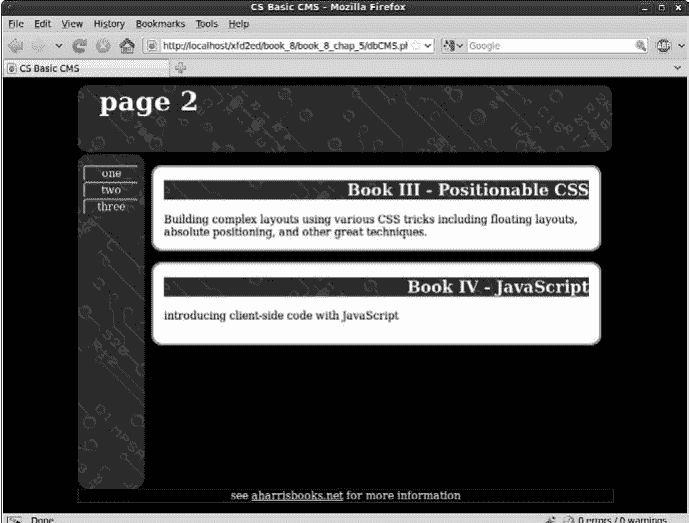 CS Basic CMS - Mozilla Firefox
File Edit View History Bookmarks Tools Help
http://localhost/xfd2ed/book_8/book_8_chap_5/dbCMS.pl
Google
ABP
CS Basic CMS
page 2
one
two
three
Book III - Positionable CSS
Building complex layouts using various CSS tricks including floating layouts,
absolute positioning, and other great techniques.
Book IV - JavaScript
introducing client-side code with JavaScript
see aharrisbooks.net for more information
Done
0 errors / 0 warnings